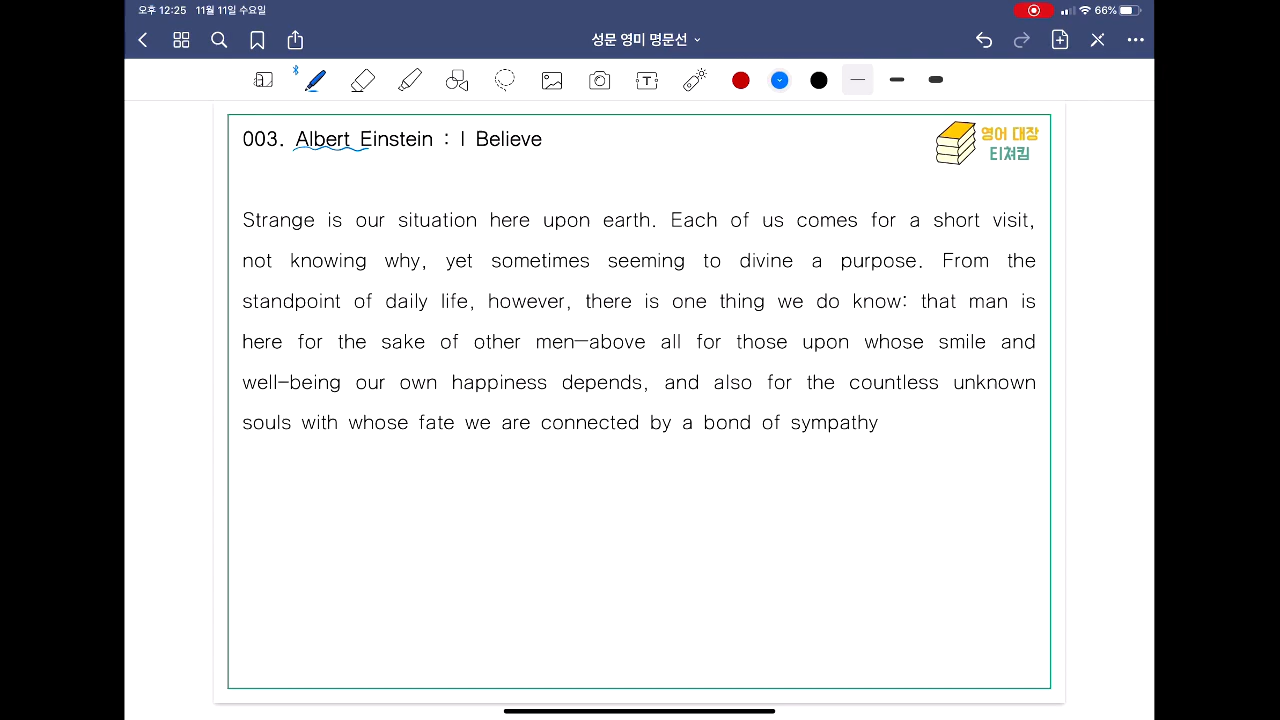 오후 12:25 11월 11일 수요일 66%
성문 영미 명문선
003. Albert Einstein : I Believe
영어 대장
티쳐킴
Strange is our situation here upon earth. Each of us comes for a short visit,
not knowing why, yet sometimes seeming to divine a purpose. From the
standpoint of daily life, however, there is one thing we do know: that man is
here for the sake of other men—above all for those upon whose smile and
well-being our own happiness depends, and also for the countless unknown
souls with whose fate we are connected by a bond of sympathy